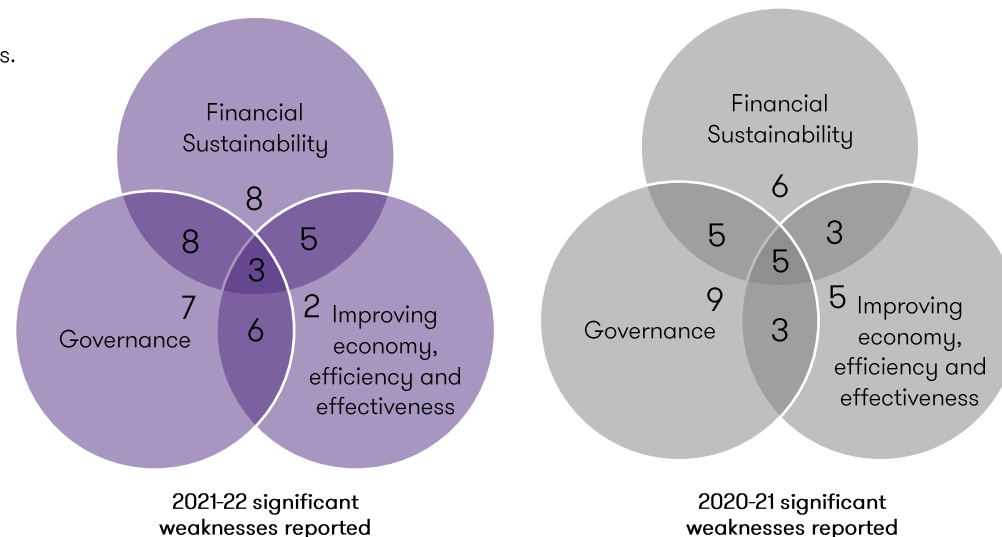 s.
Financial
Sustainability
8
8
5
3
7
2
Governance
6
Improving
economy,
efficiency and
effectiveness
2021-22 significant
weaknesses reported
Financial
Sustainability
6
5
3
5
9
5
Governance
3
Improving
economy,
efficiency and
effectiveness
2020-21 significant
weaknesses reported